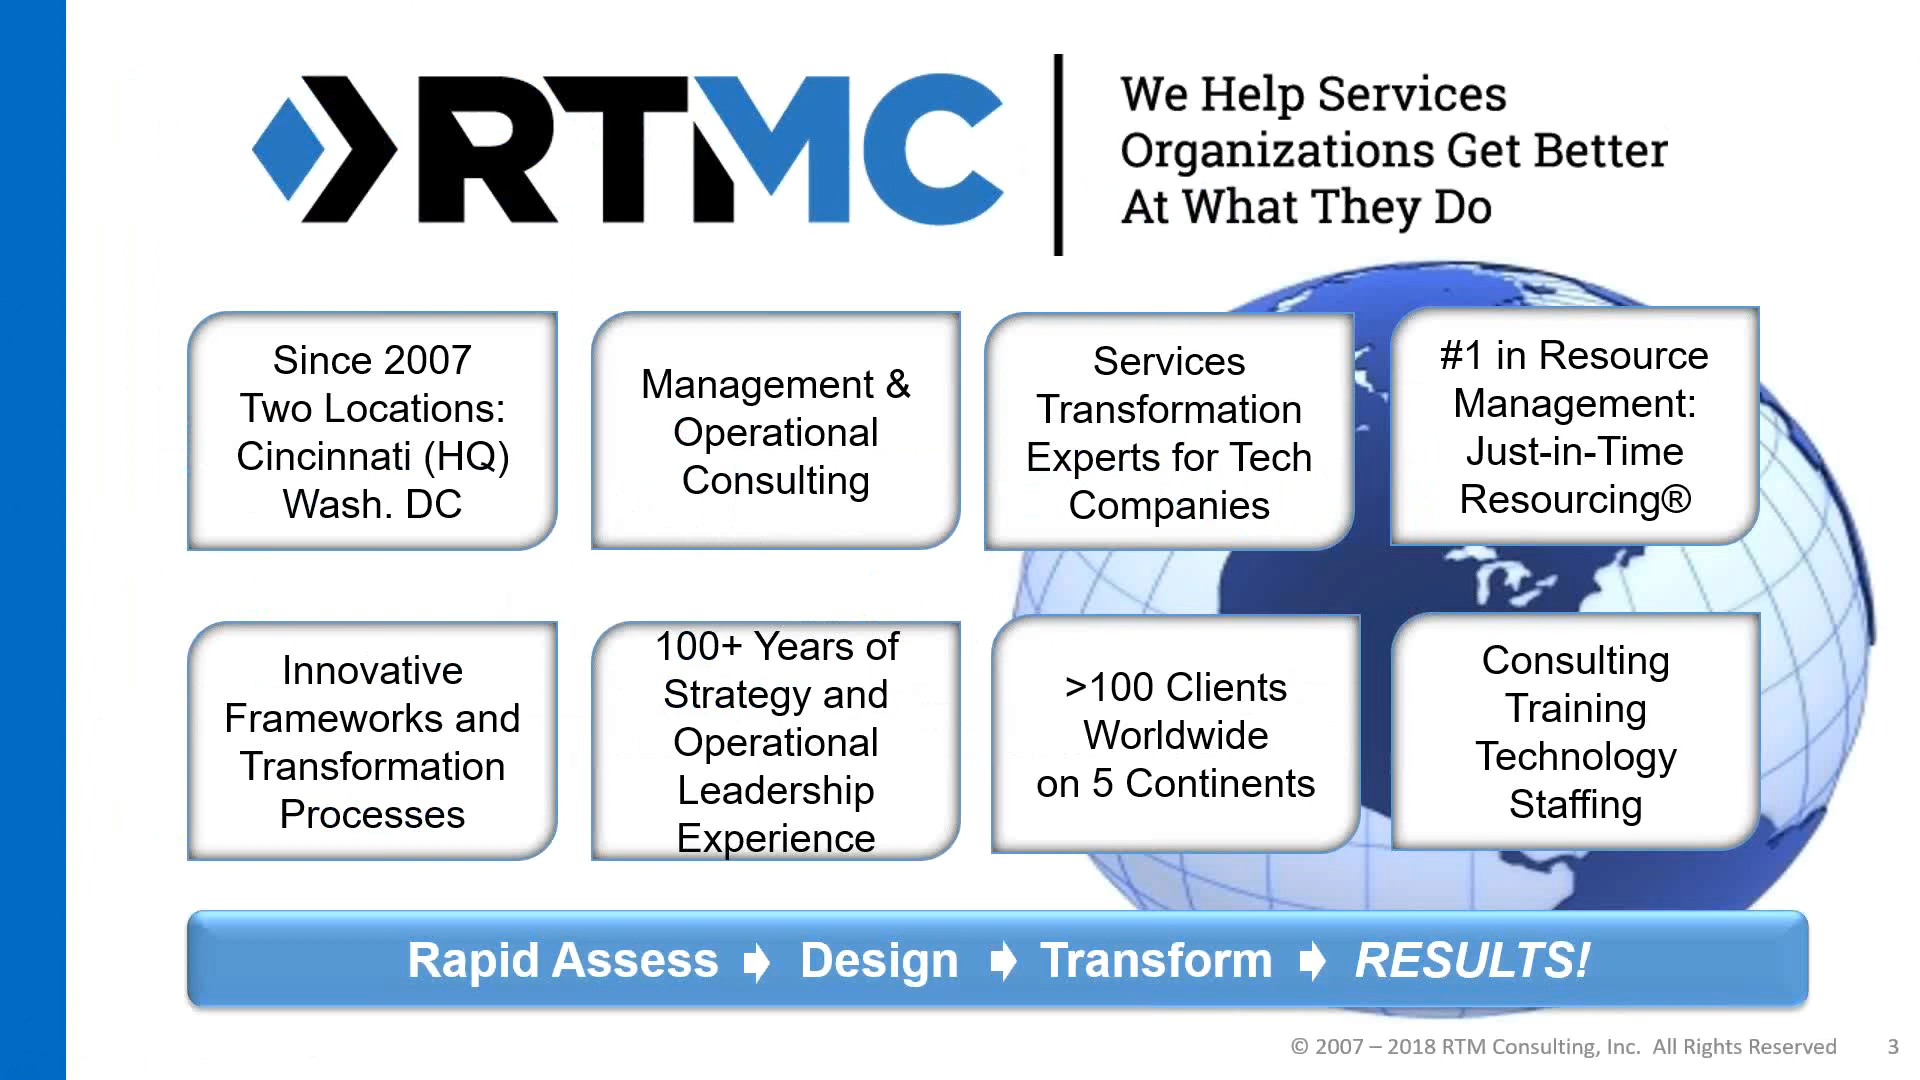 RTMC
We Help Services
Organizations Get Better
At What They Do
Since 2007
Two Locations:
Cincinnati (HQ)
Wash. DC
Management &
Operational
Consulting
Services
Transformation
Experts for Tech
Companies
#1 in Resource
Management:
Just-in-Time
Resourcing®
Innovative
Frameworks and
Transformation
Processes
100+ Years of
Strategy and
Operational
Leadership
Experience
>100 Clients
Worldwide
on 5 Continents
Consulting
Training
Technology
Staffing
Rapid Assess Design Transform RESULTS!
© 2007 – 2018 RTM Consulting, Inc. All Rights Reserved 3